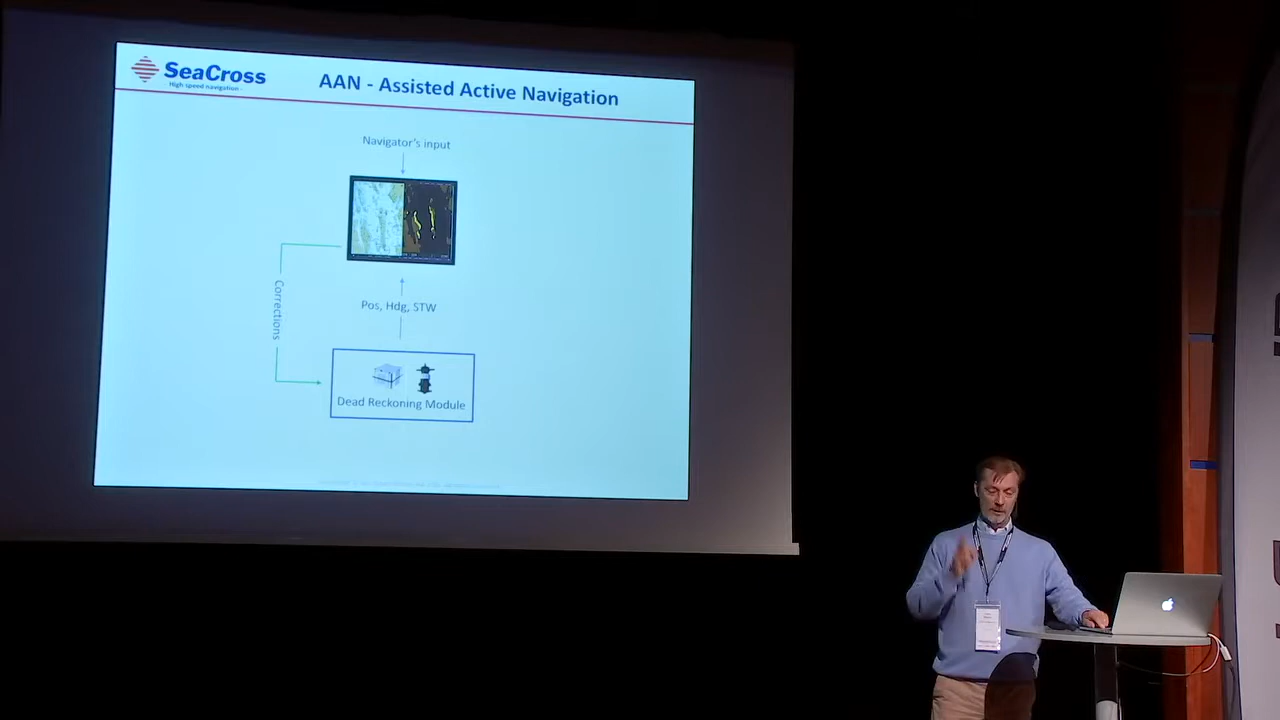 SeaCross
High speed navigation -
AAN - Assisted Active Navigation
Navigator's input
Corrections
Pos, Hdg, STW
Dead Reckoning Module